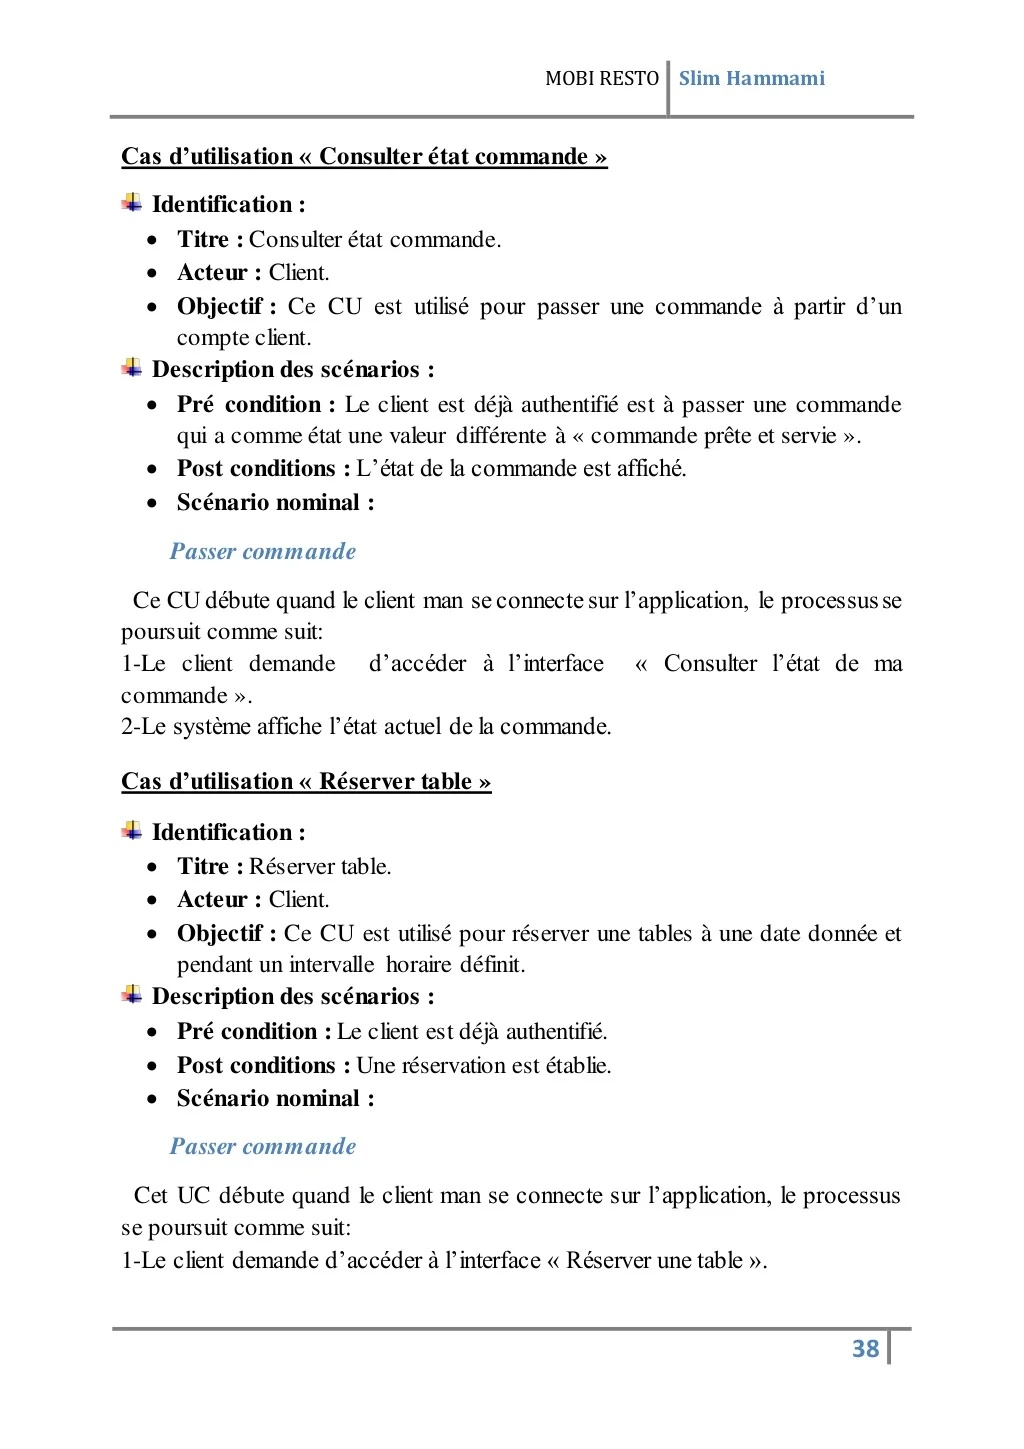 MOBI RESTO Slim Hammami
Cas d’utilisation « Consulter état commande »
Identification :
• Titre : Consulter état commande.
• Acteur : Client.
• Objectif : Ce CU est utilisé pour passer une commande à partir d’un
compte client.
Description des scénarios :
• Pré condition : Le client est déjà authentifié est à passer une commande
qui a comme état une valeur différente à « commande prête et servie ».
• Post conditions : L’état de la commande est affiché.
• Scénario nominal :
Passer commande
Ce CU débute quand le client man se connecte sur l’application, le processus se
poursuit comme suit:
1-Le client demande d’accéder à l’interface « Consulter l’état de ma
commande ».
2-Le système affiche l’état actuel de la commande.
Cas d’utilisation « Réserver table »
Identification :
• Titre : Réserver table.
• Acteur : Client.
• Objectif : Ce CU est utilisé pour réserver une tables à une date donnée et
pendant un intervalle horaire définit.
Description des scénarios :
• Pré condition : Le client est déjà authentifié.
• Post conditions : Une réservation est établie.
• Scénario nominal :
Passer commande
Cet UC débute quand le client man se connecte sur l’application, le processus
se poursuit comme suit:
1-Le client demande d’accéder à l’interface « Réserver une table ».
38